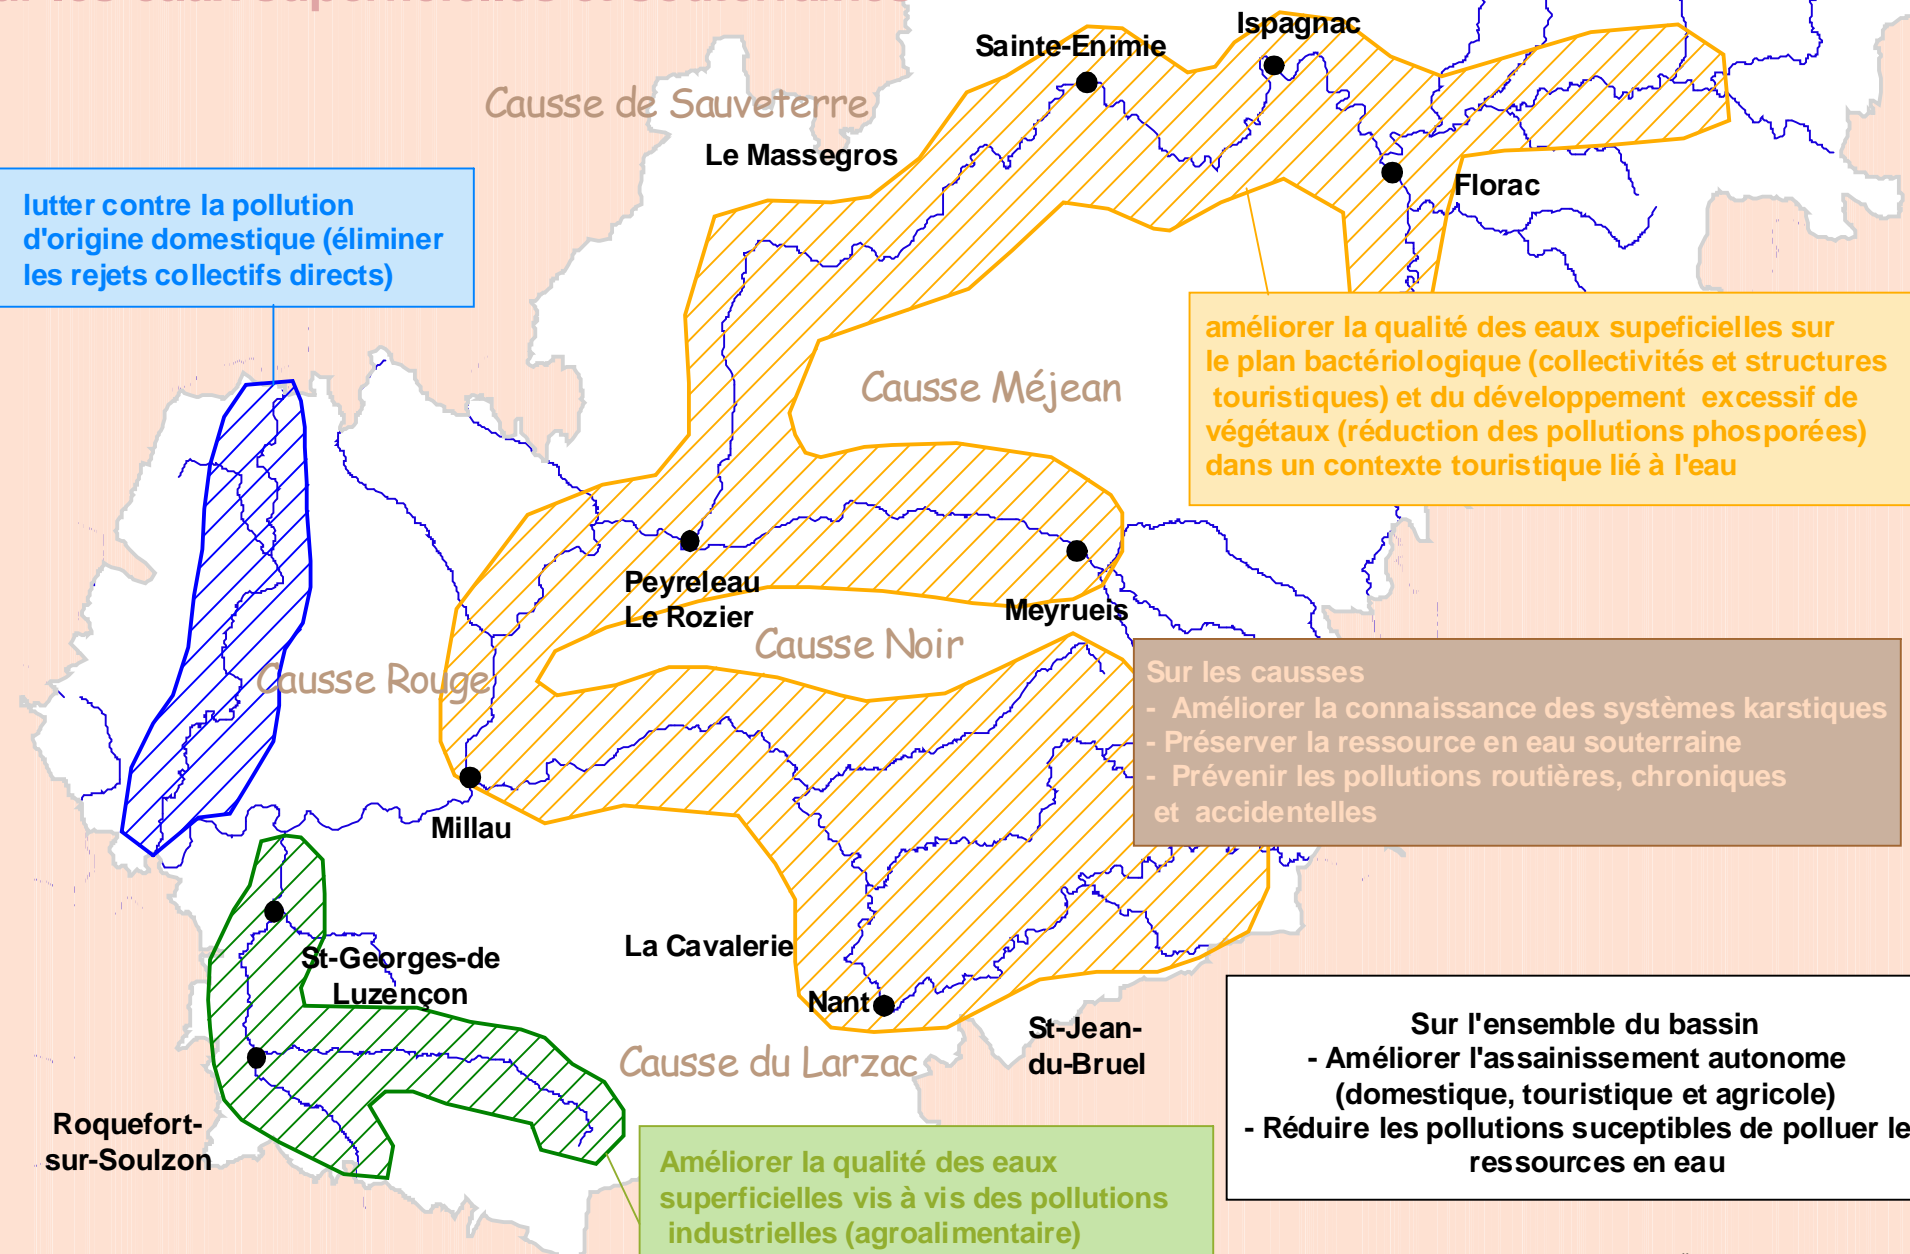 les eaux superficielles et souterraines
Ispagnac
Sainte-Enimie
Causse de Sauveterre
Le Massegros
Florac
lutter contre la pollution
d'origine domestique (éliminer
les rejets collectifs directs)
améliorer la qualité des eaux supeficielles sur
le plan bactériologique (collectivités et structures
touristiques) et du développement excessif de
végétaux (réduction des pollutions phosporées)
dans un contexte touristique lié à l'eau
Causse Méjean
Peyreleau
Le Rozier
Meyrueis
Causse Noir
Causse Rouge
Sur les causses
- Améliorer la connaissance des systèmes karstiques
- Préserver la ressource en eau souterraine
- Prévenir les pollutions routières, chroniques
et accidentelles
Millau
La Cavalerie
St-Georges-de
Luzençon
Nant
St-Jean-
du-Bruel
Causse du Larzac
Roquefort-
sur-Soulzon
Sur l'ensemble du bassin
- Améliorer l'assainissement autonome
(domestique, touristique et agricole)
- Réduire les pollutions suceptibles de polluer le
ressources en eau
Améliorer la qualité des eaux
superficielles vis à vis des pollutions
industrielles (agroalimentaire)